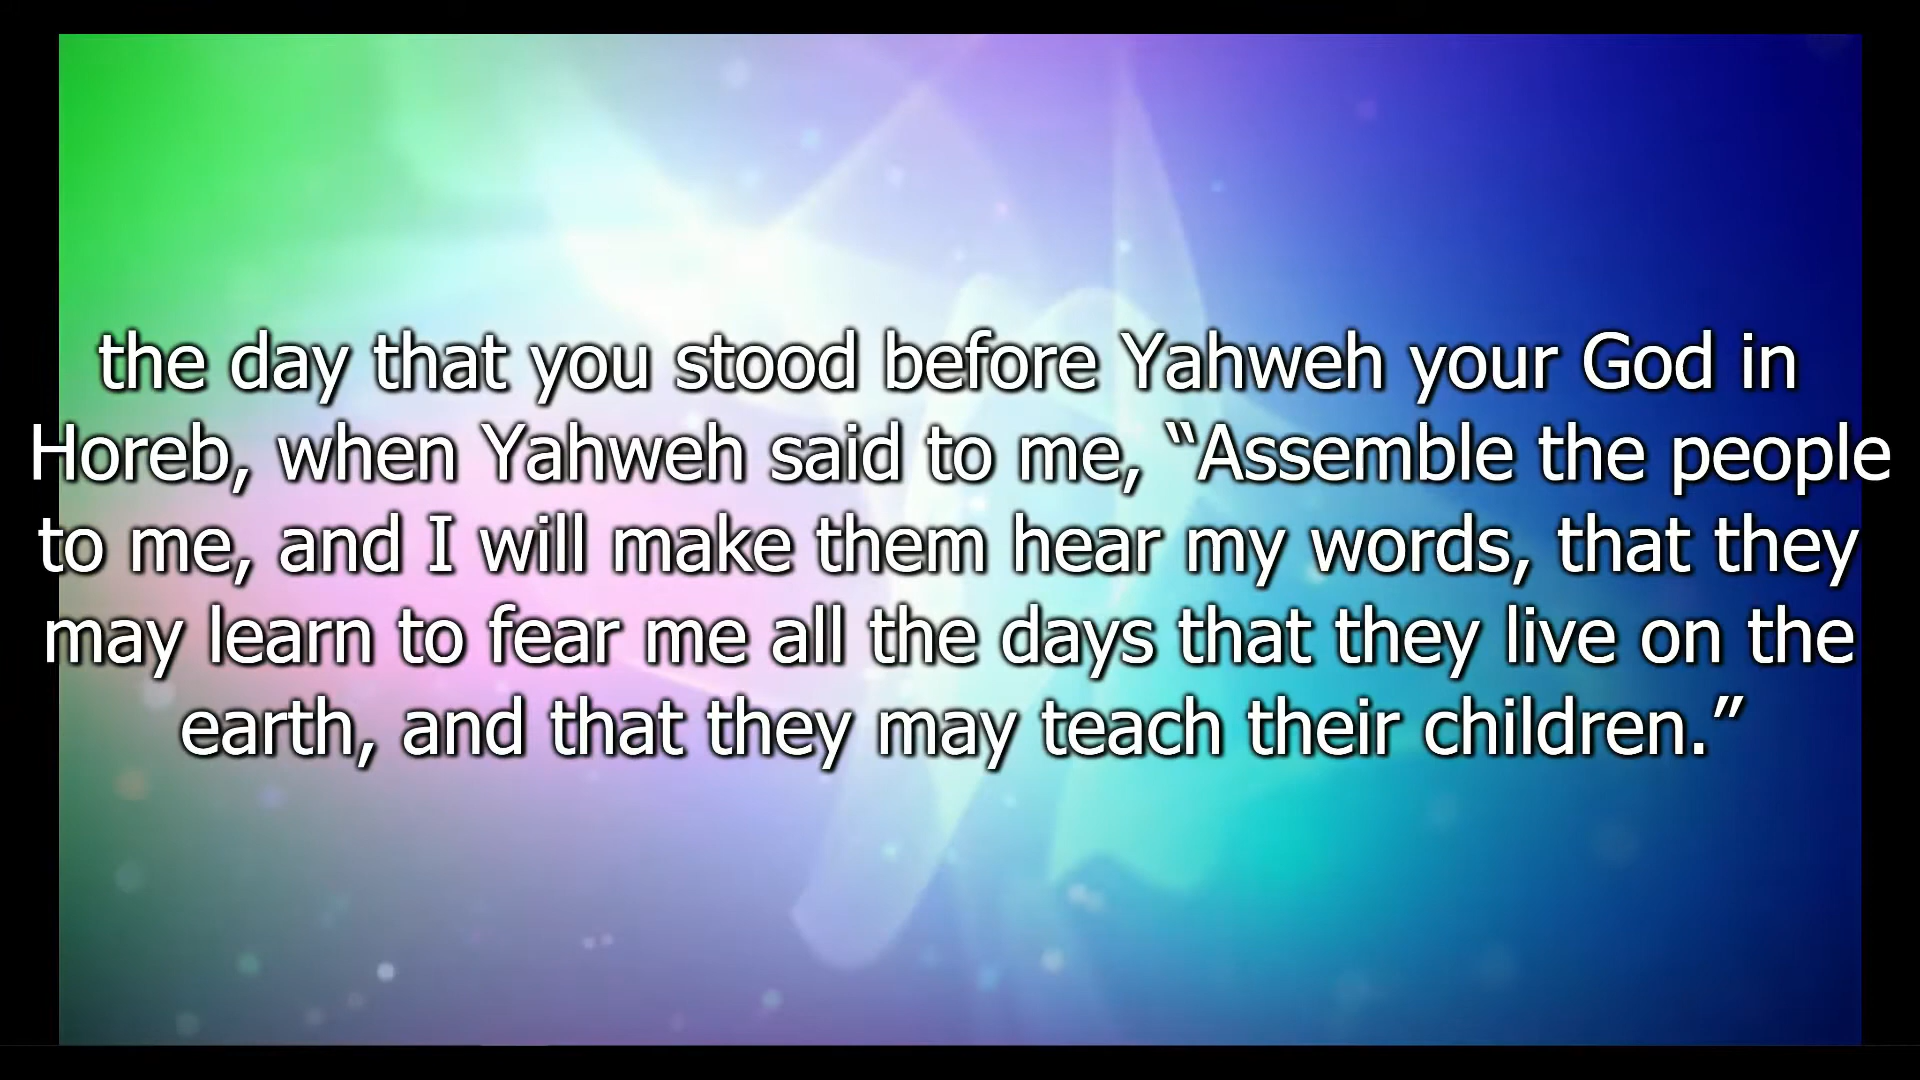 the day that you stood before Yahweh your God in
Horeb, when Yahweh said to me, “Assemble the people
to me, and I will make them hear my words, that they
may learn to fear me all the days that they live on the
earth, and that they may teach their children.”